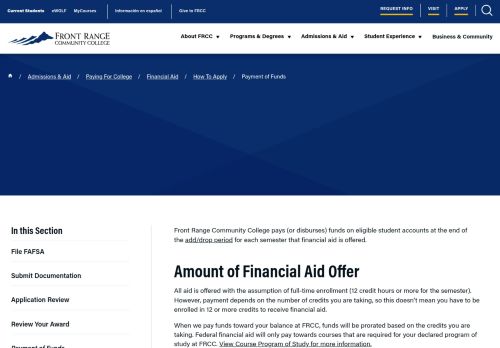 Current Students eWOLF MyCourses Información en español Give to FRCC REQUEST INFO VISIT APPLY
FRONT RANGE
COMMUNITY COLLEGE
About FRCC Programs & Degrees Admissions & Aid Student Experience Business & Community
/ Admissions & Aid / Paying For College / Financial Aid / How To Apply / Payment of Funds
In this Section
File FAFSA
Submit Documentation
Application Review
Review Your Award
Payment of Funds
Front Range Community College pays (or disburses) funds on eligible student accounts at the end of
the add/drop period for each semester that financial aid is offered.
Amount of Financial Aid Offer
All aid is offered with the assumption of full-time enrollment (12 credit hours or more for the semester).
However, payment depends on the number of credits you are taking, so this doesn't mean you have to be
enrolled in 12 or more credits to receive financial aid.
When we pay funds toward your balance at FRCC, funds will be prorated based on the credits you are
taking. Federal financial aid will only pay towards courses that are required for your declared program of
study at FRCC. View Course Program of Study for more information.